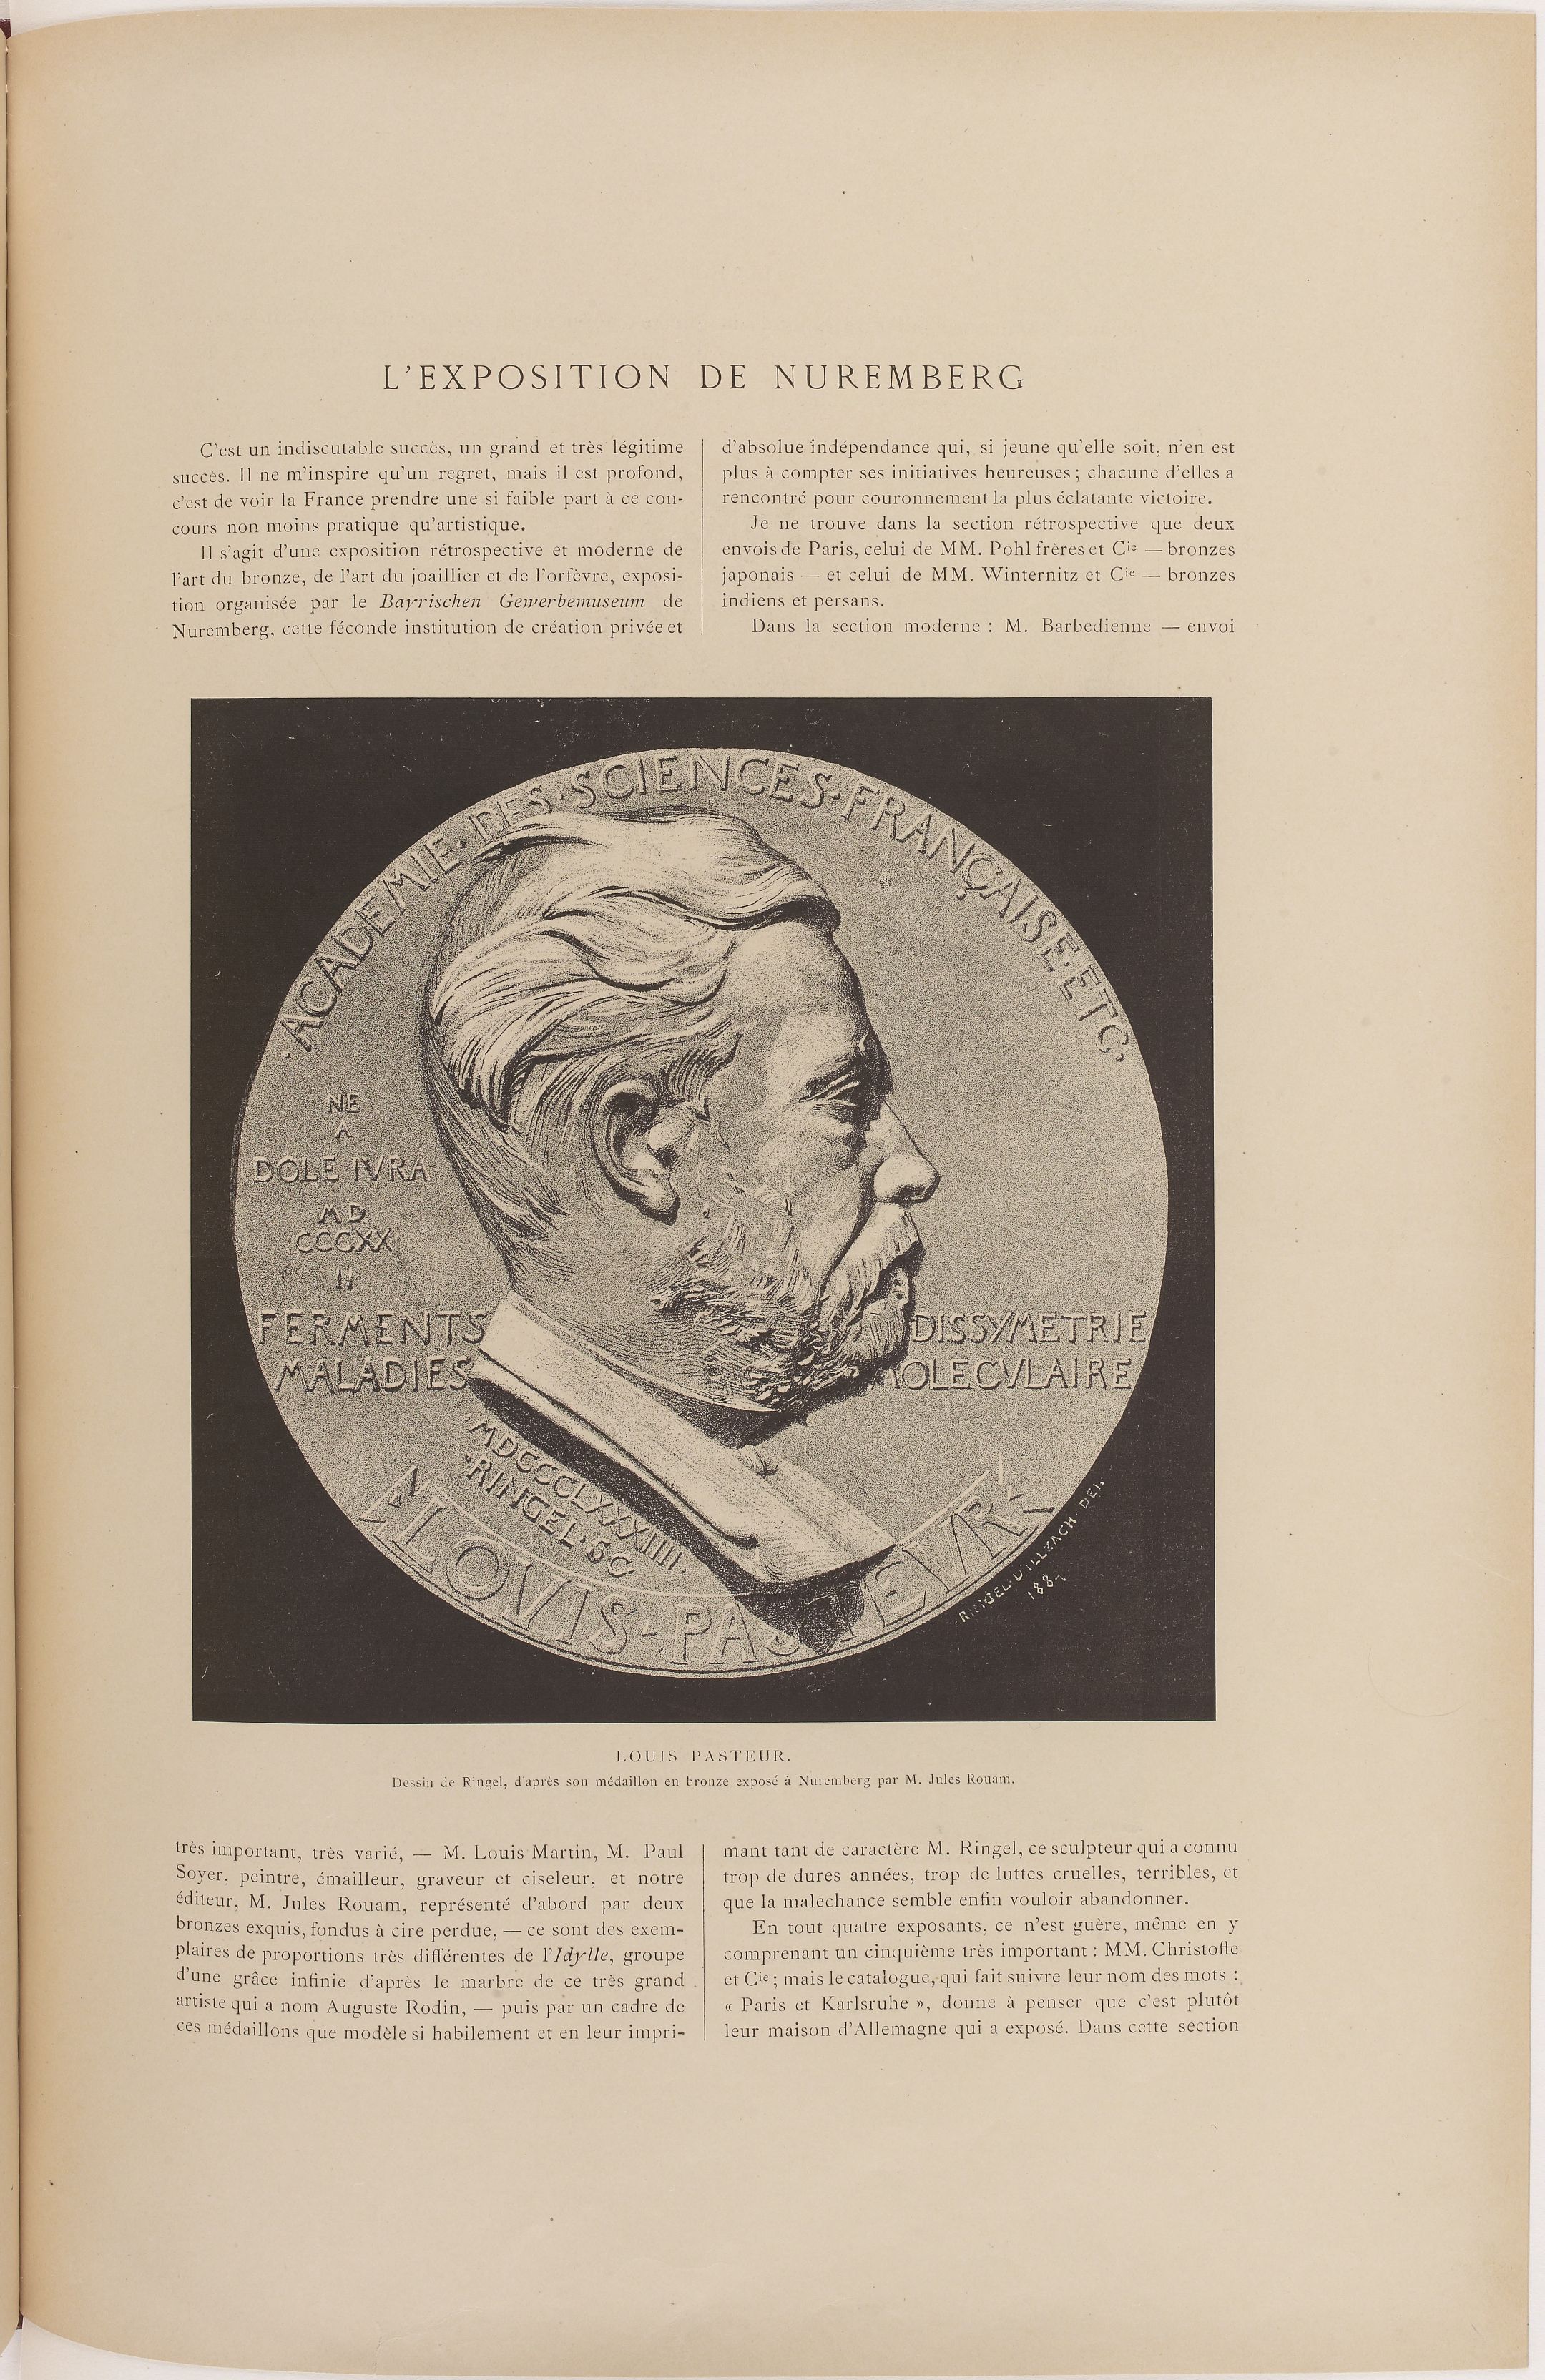 L'EXPOSITION DE NUREMBERG
C'est un indiscutable succès, un grand et très légitime
succès. Il ne m'inspire qu'un regret, mais il est profond,
c'est de voir la France prendre une si faible part à ce con-
cours non moins pratique qu'artistique.
Il s'agit d'une exposition rétrospective et moderne de
l'art du bronze, de l'art du joaillier et de l'orfèvre, exposi-
tion organisée par le Bayrischen Gewerbemuseum de
Nuremberg, cette féconde institution de création privée et
d'absolue indépendance qui, si jeune qu'elle soit, n'en est
plus à compter ses initiatives heureuses ; chacune d'elles a
rencontré pour couronnement la plus éclatante victoire.
Je ne trouve dans la section rétrospective que deux
envois de Paris, celui de MM. Pohl frères et Cie — bronzes
japonais — et celui de MM. Winternitz et Cie — bronzes
indiens et persans.
Dans la section moderne : M. Barbedienne — envoi
·ACADEMIE·DES·SCIENCES·FRANÇAISE·ETC·
NE
A
DOLE IVRA
MD
CCCXX
II
FERMENTS
MALADIES
DISSYMETRIE
MOLECVLAIRE
·MDCCCLXXXIIII·
·RINGEL·SC
LOVIS·PASTEVR
RINGEL·D'ILLZACH·DEL·
188
LOUIS PASTEUR.
Dessin de Ringel, d'après son médaillon en bronze exposé à Nuremberg par M. Jules Rouam.
très important, très varié, — M. Louis Martin, M. Paul
Soyer, peintre, émailleur, graveur et ciseleur, et notre
éditeur, M. Jules Rouam, représenté d'abord par deux
bronzes exquis, fondus à cire perdue, — ce sont des exem-
plaires de proportions très différentes de l'Idylle, groupe
d'une grâce infinie d'après le marbre de ce très grand
artiste qui a nom Auguste Rodin, — puis par un cadre de
ces médaillons que modèle si habilement et en leur impri-
mant tant de caractère M. Ringel, ce sculpteur qui a connu
trop de dures années, trop de luttes cruelles, terribles, et
que la malechance semble enfin vouloir abandonner.
En tout quatre exposants, ce n'est guère, même en y
comprenant un cinquième très important : MM. Christofle
et Cie ; mais le catalogue, qui fait suivre leur nom des mots :
« Paris et Karlsruhe », donne à penser que c'est plutôt
leur maison d'Allemagne qui a exposé. Dans cette section